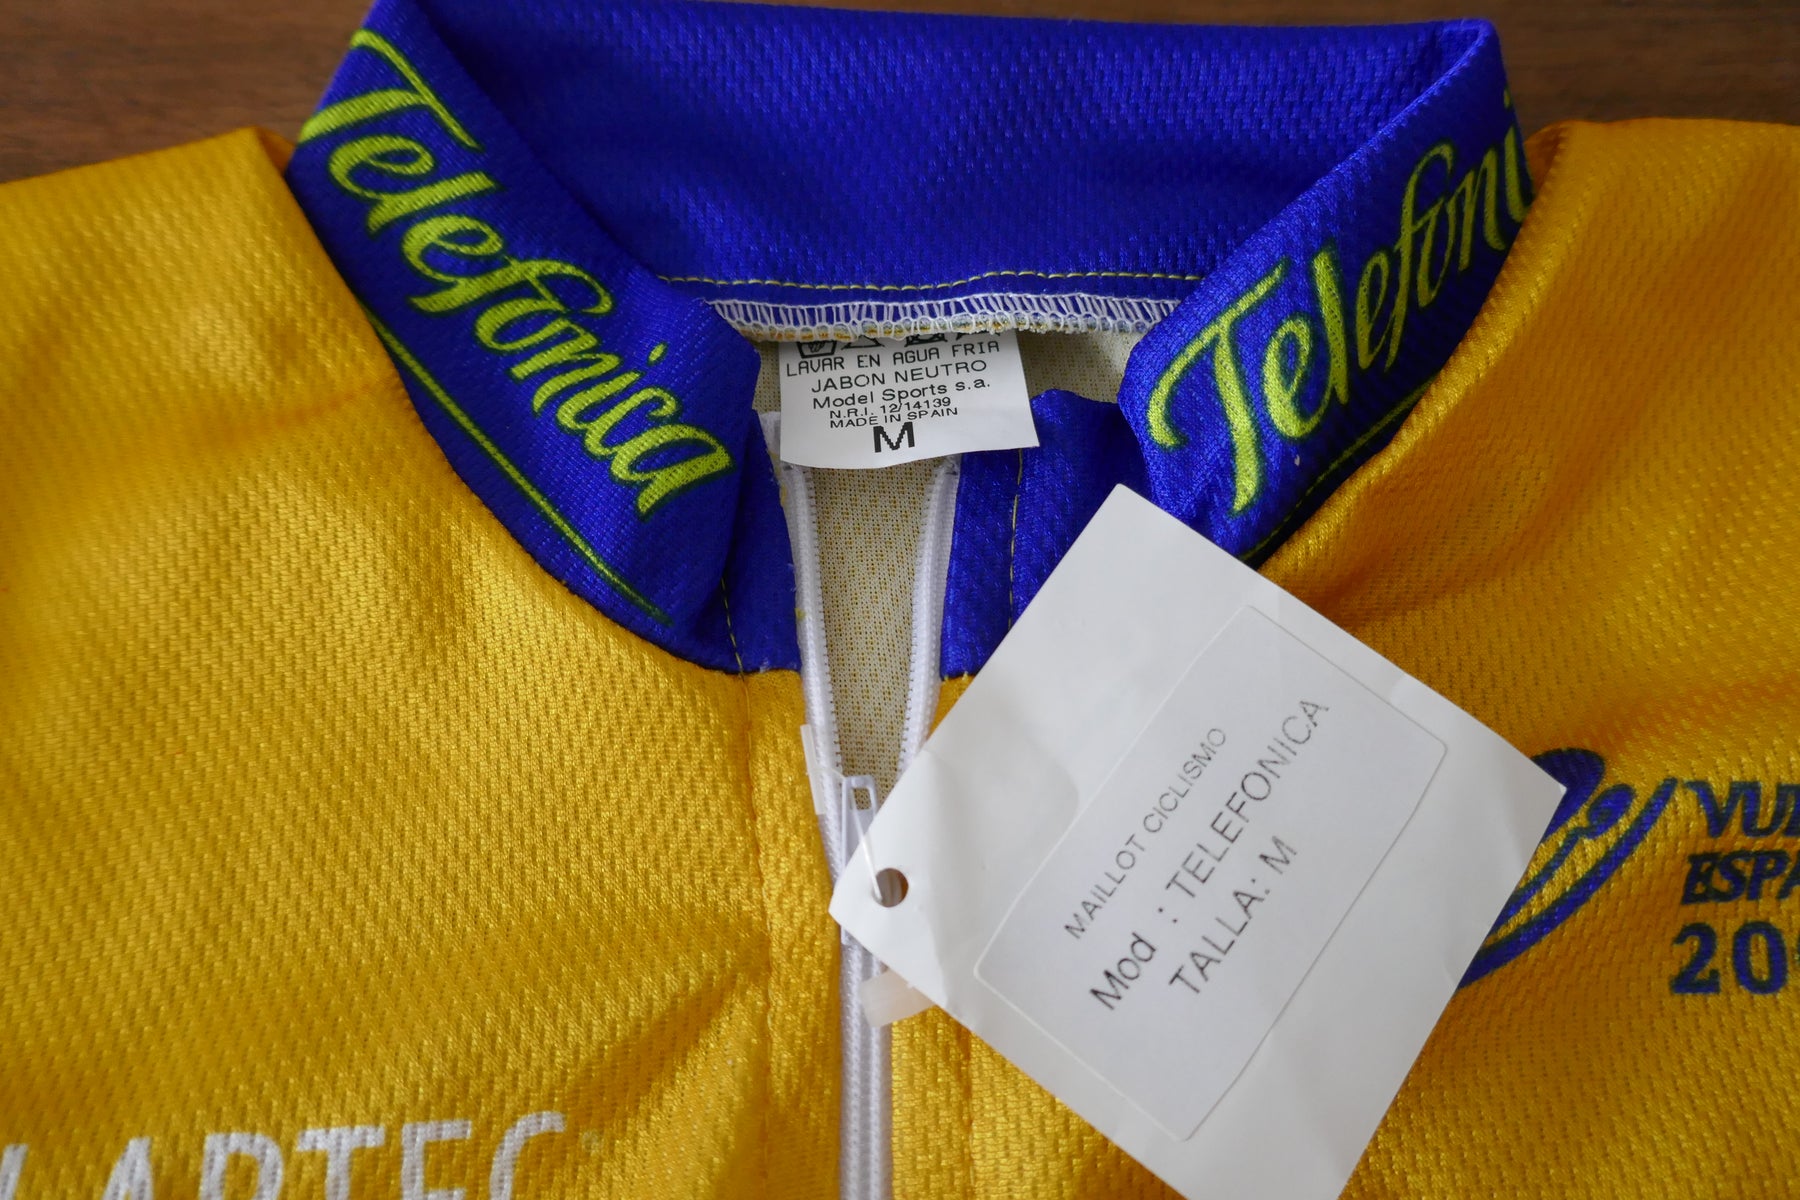 Telefonica
Telefoni
LAVAR EN AGUA FRIA
JABON NEUTRO
Model Sports s.a.
N.R.I. 12/14139
MADE IN SPAIN
M
MAILLOT CICLISMO
Mod : TELEFONICA
TALLA: M